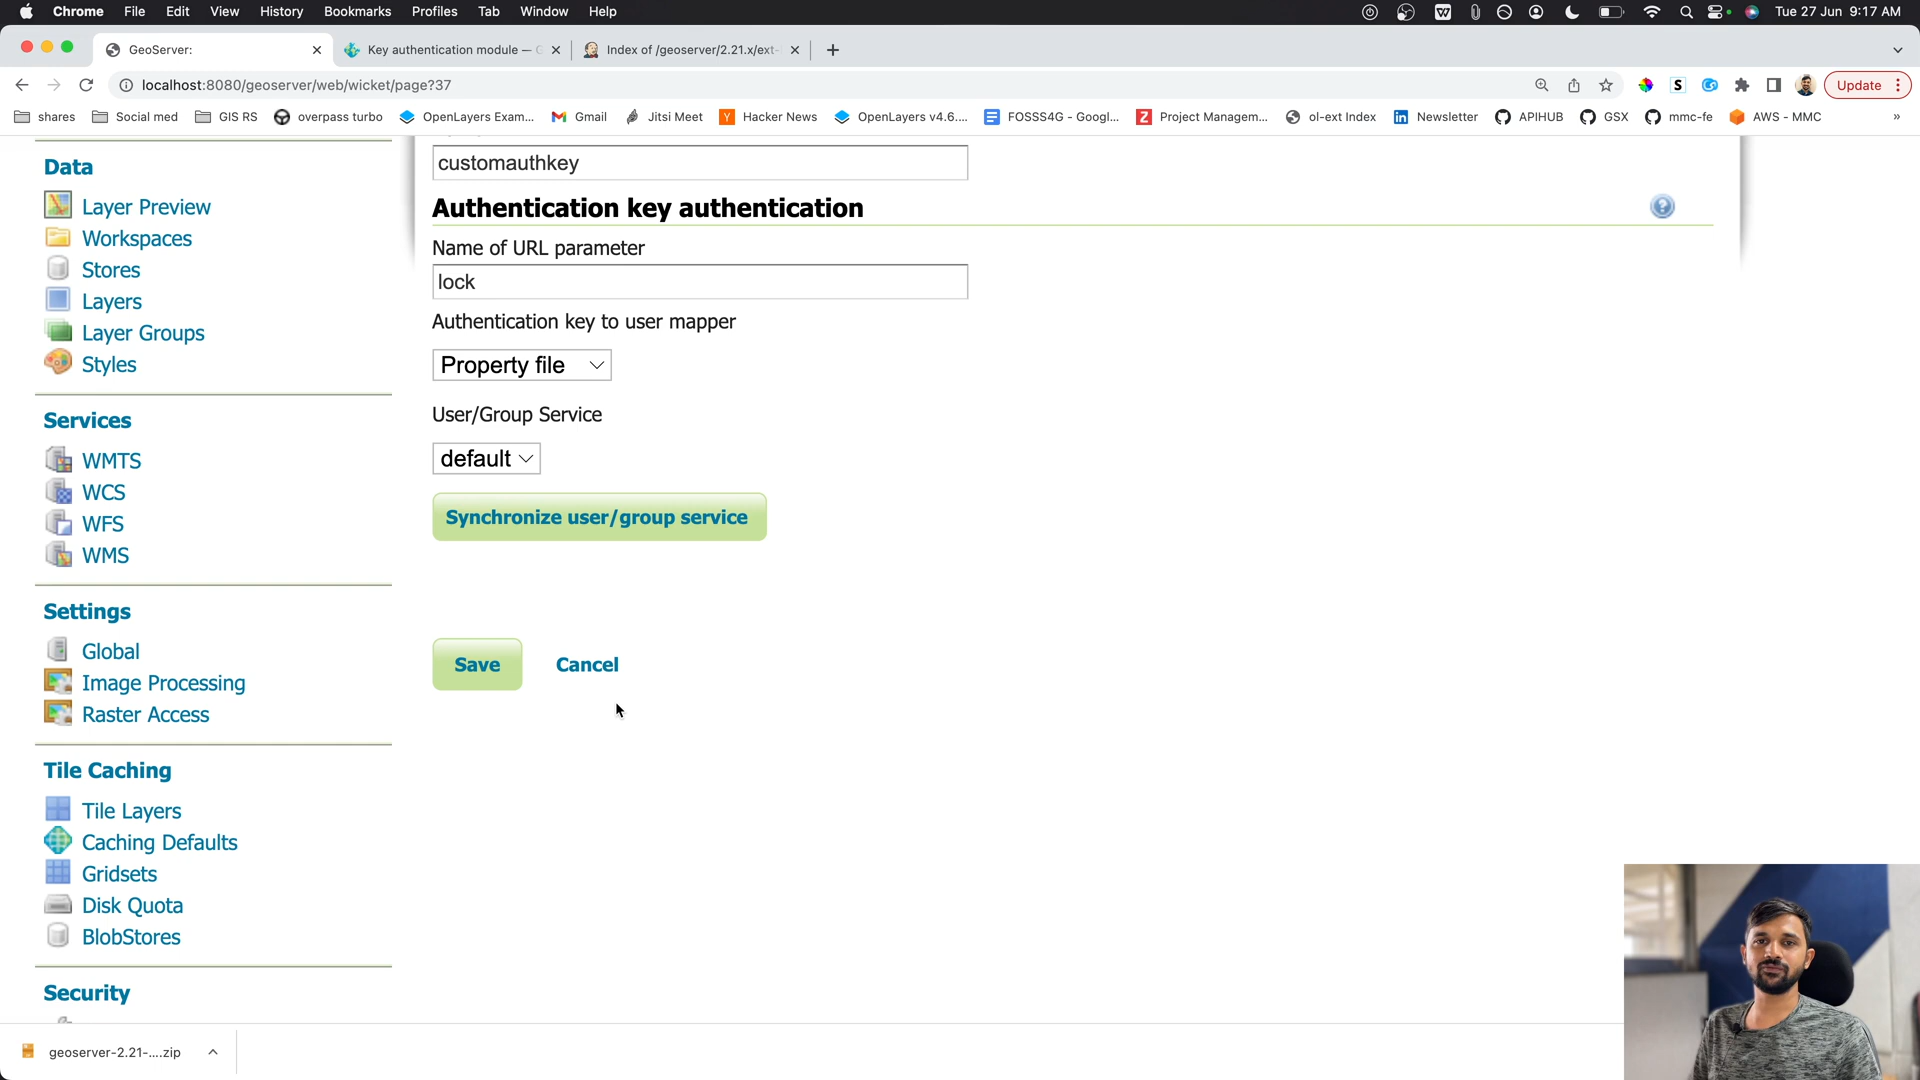 Chrome File Edit View History Bookmarks Profiles Tab Window Help Tue 27 Jun 9:17 AM
GeoServer: Key authentication module — Index of /geoserver/2.21.x/ext-
localhost:8080/geoserver/web/wicket/page?37 S Update
shares Social med GIS RS overpass turbo OpenLayers Exam... Gmail Jitsi Meet Hacker News OpenLayers v4.6.... FOSSS4G - Googl... Project Managem... ol-ext Index Newsletter APIHUB GSX mmc-fe AWS - MMC »
customauthkey
Data
Authentication key authentication
Layer Preview
Workspaces
Name of URL parameter
Stores
lock
Layers
Authentication key to user mapper
Layer Groups
Styles
Property file
Services
User/Group Service
WMTS
default
WCS
WFS
Synchronize user/group service
WMS
Settings
Global
Save Cancel
Image Processing
Raster Access
Tile Caching
Tile Layers
Caching Defaults
Gridsets
Disk Quota
BlobStores
Security
geoserver-2.21-....zip